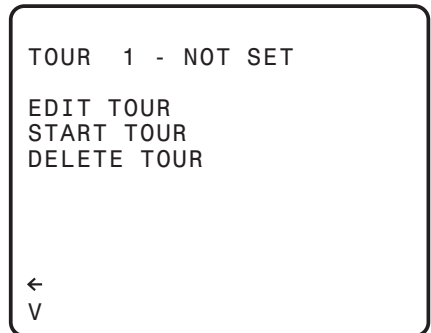 TOUR 1 - NOT SET
EDIT TOUR
START TOUR
DELETE TOUR
←
V